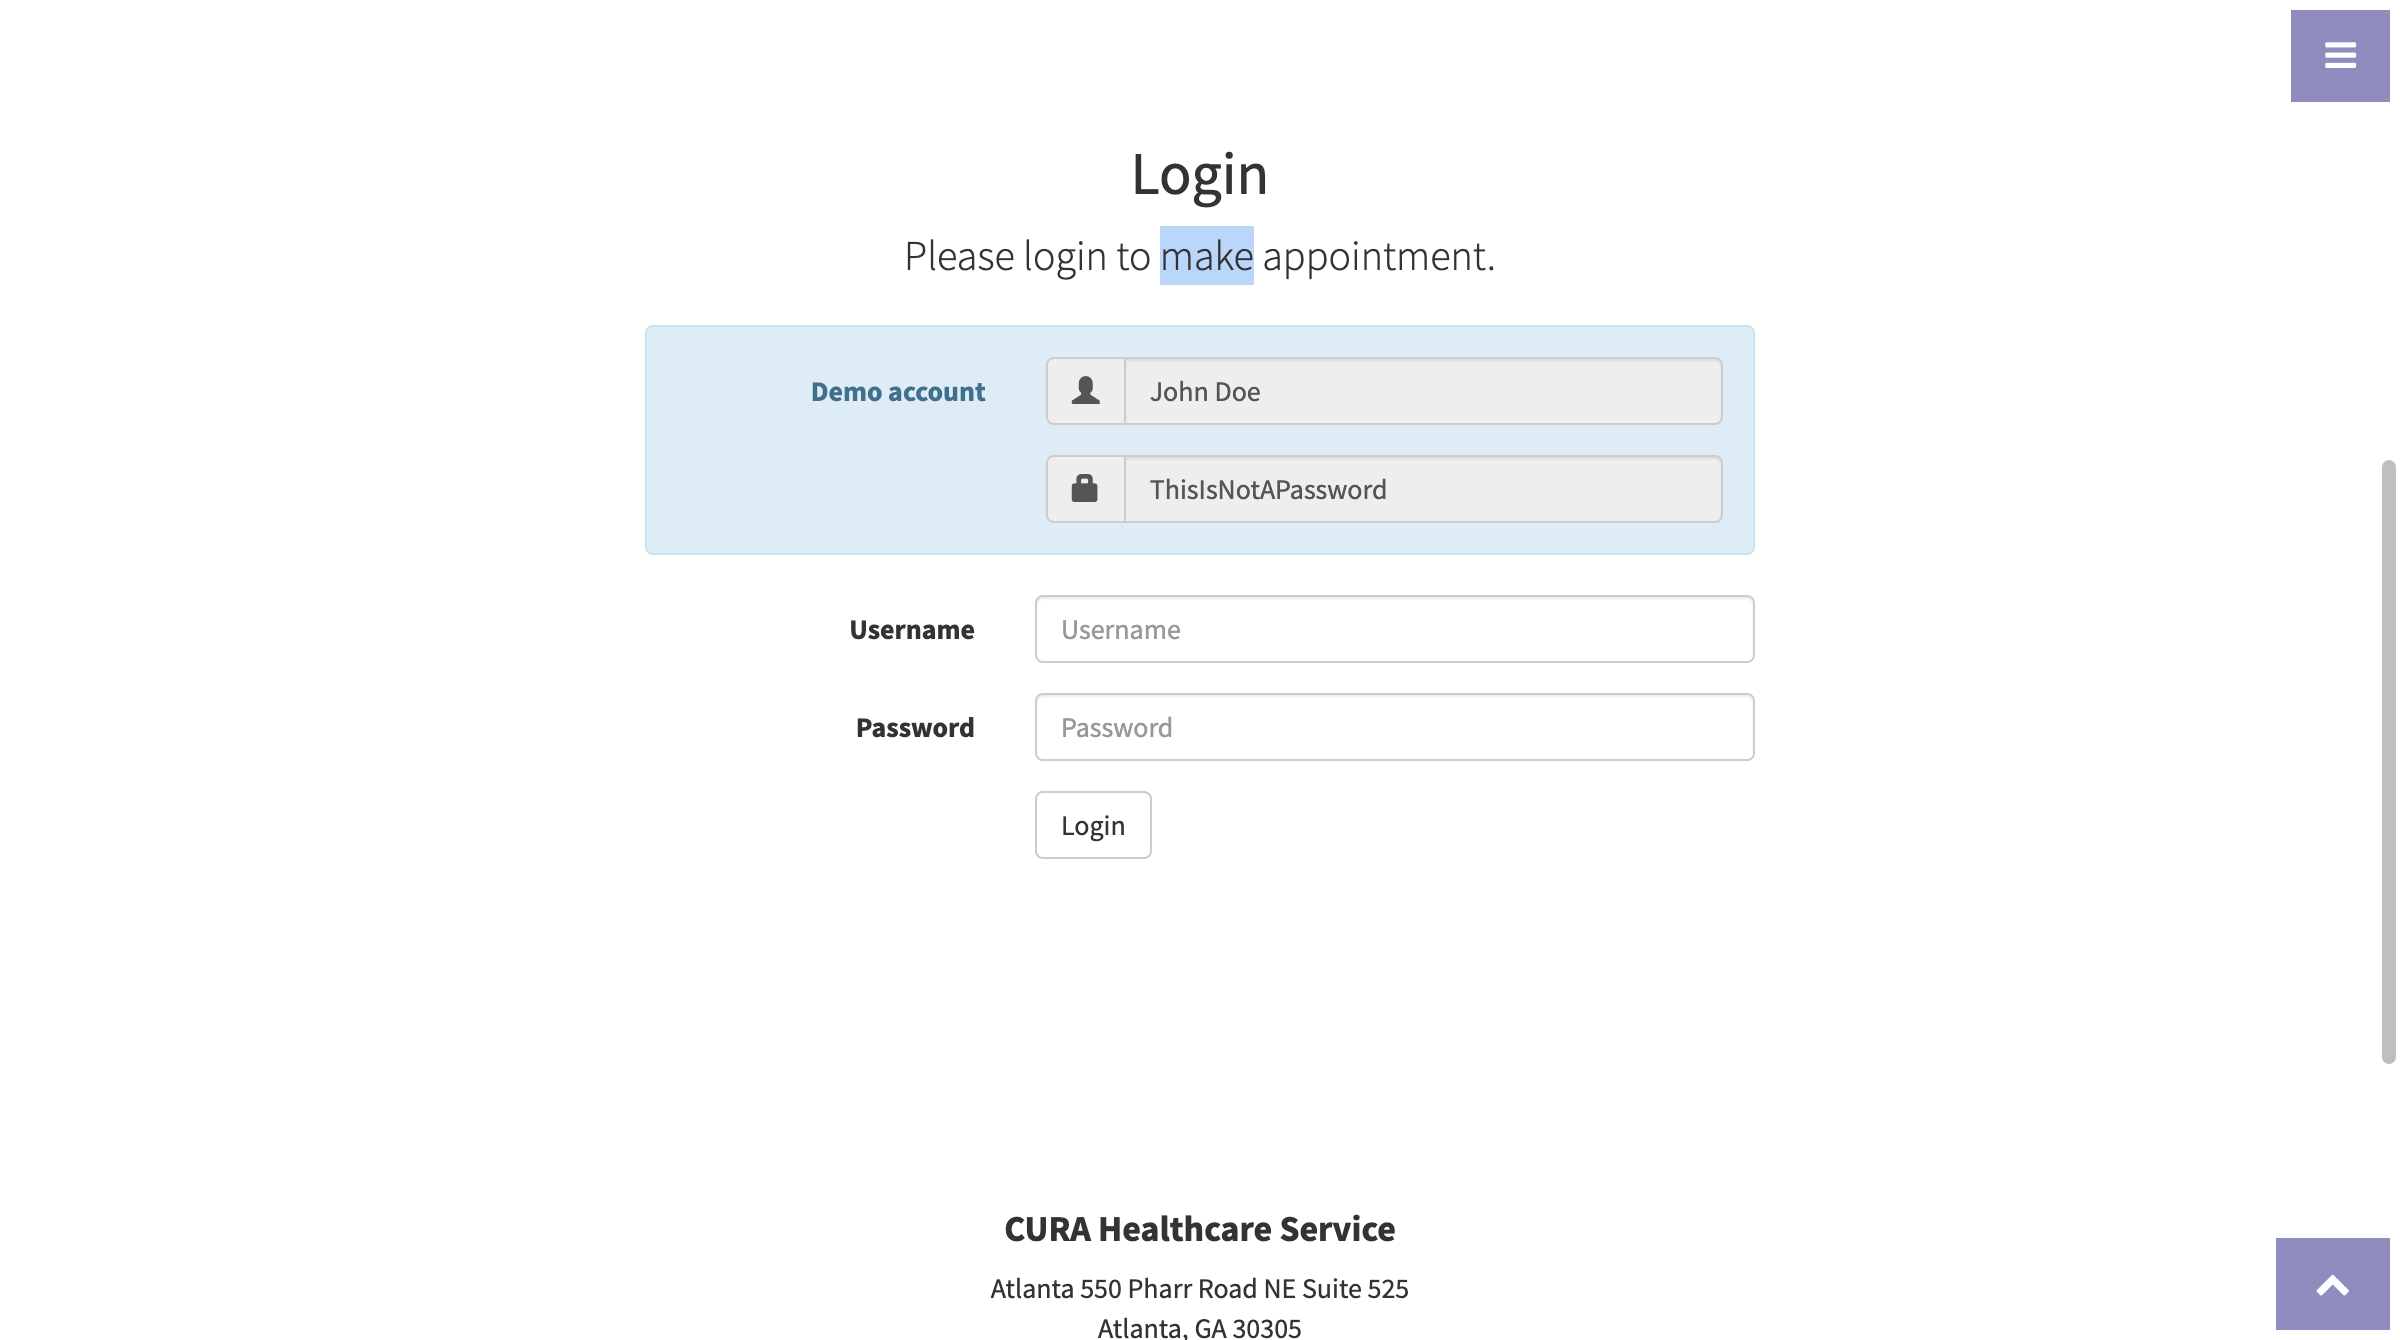 Login
Please login to make appointment.
Demo account
John Doe
ThisIsNotAPassword
Username
Username
Password
Password
Login
CURA Healthcare Service
Atlanta 550 Pharr Road NE Suite 525
Atlanta, GA 30305